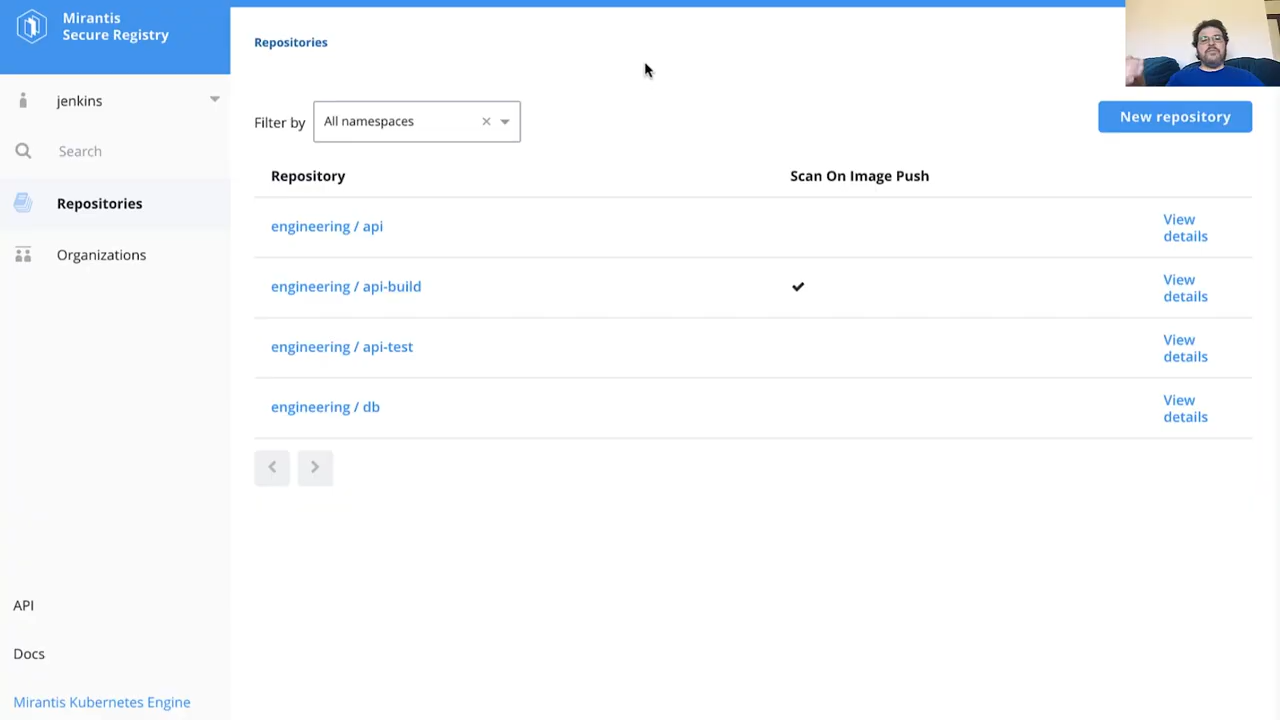 Mirantis
Secure Registry
jenkins
Search
Repositories
Organizations
API
Docs
Mirantis Kubernetes Engine
Repositories
Filter by
All namespaces
New repository
Repository
Scan On Image Push
engineering / api
View
details
engineering / api-build
View
details
engineering / api-test
View
details
engineering / db
View
details